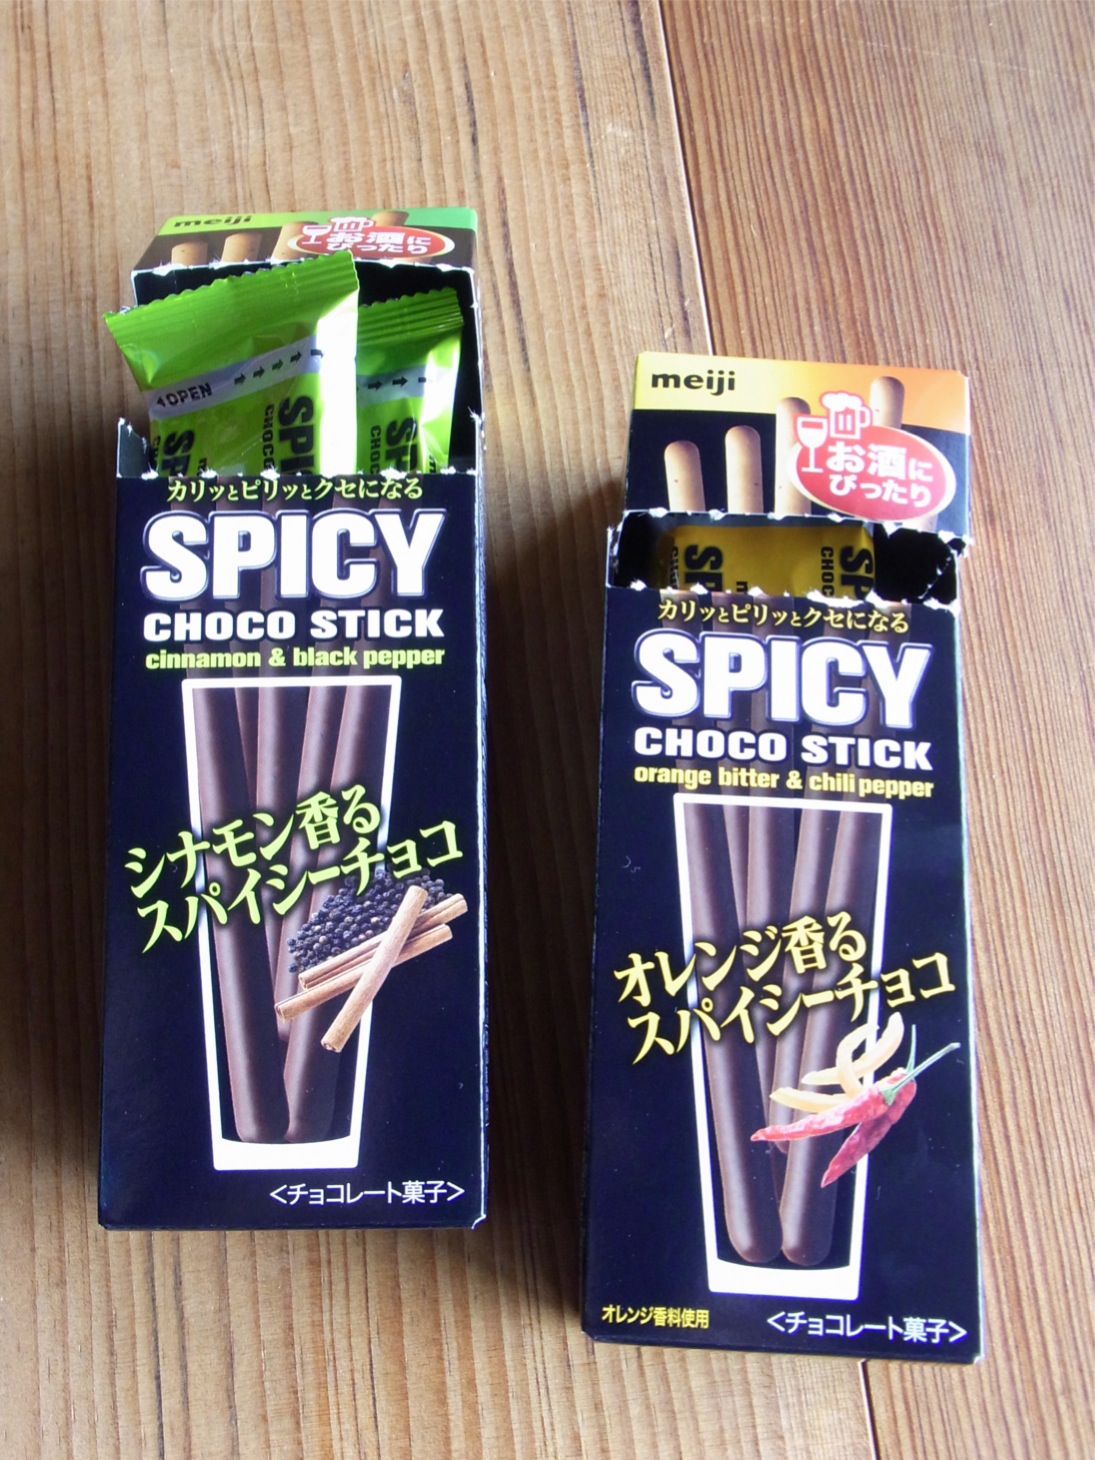 meiji
お酒に
ぴったり
OPEN
カリッとピリッとクセになる
SPICY
CHOCO STICK
cinnamon & black pepper
シナモン香る
スパイシーチョコ
<チョコレート菓子>
meiji
お酒に
ぴったり
カリッとピリッとクセになる
SPICY
CHOCO STICK
orange bitter & chili pepper
オレンジ香る
スパイシーチョコ
オレンジ香料使用
<チョコレート菓子>